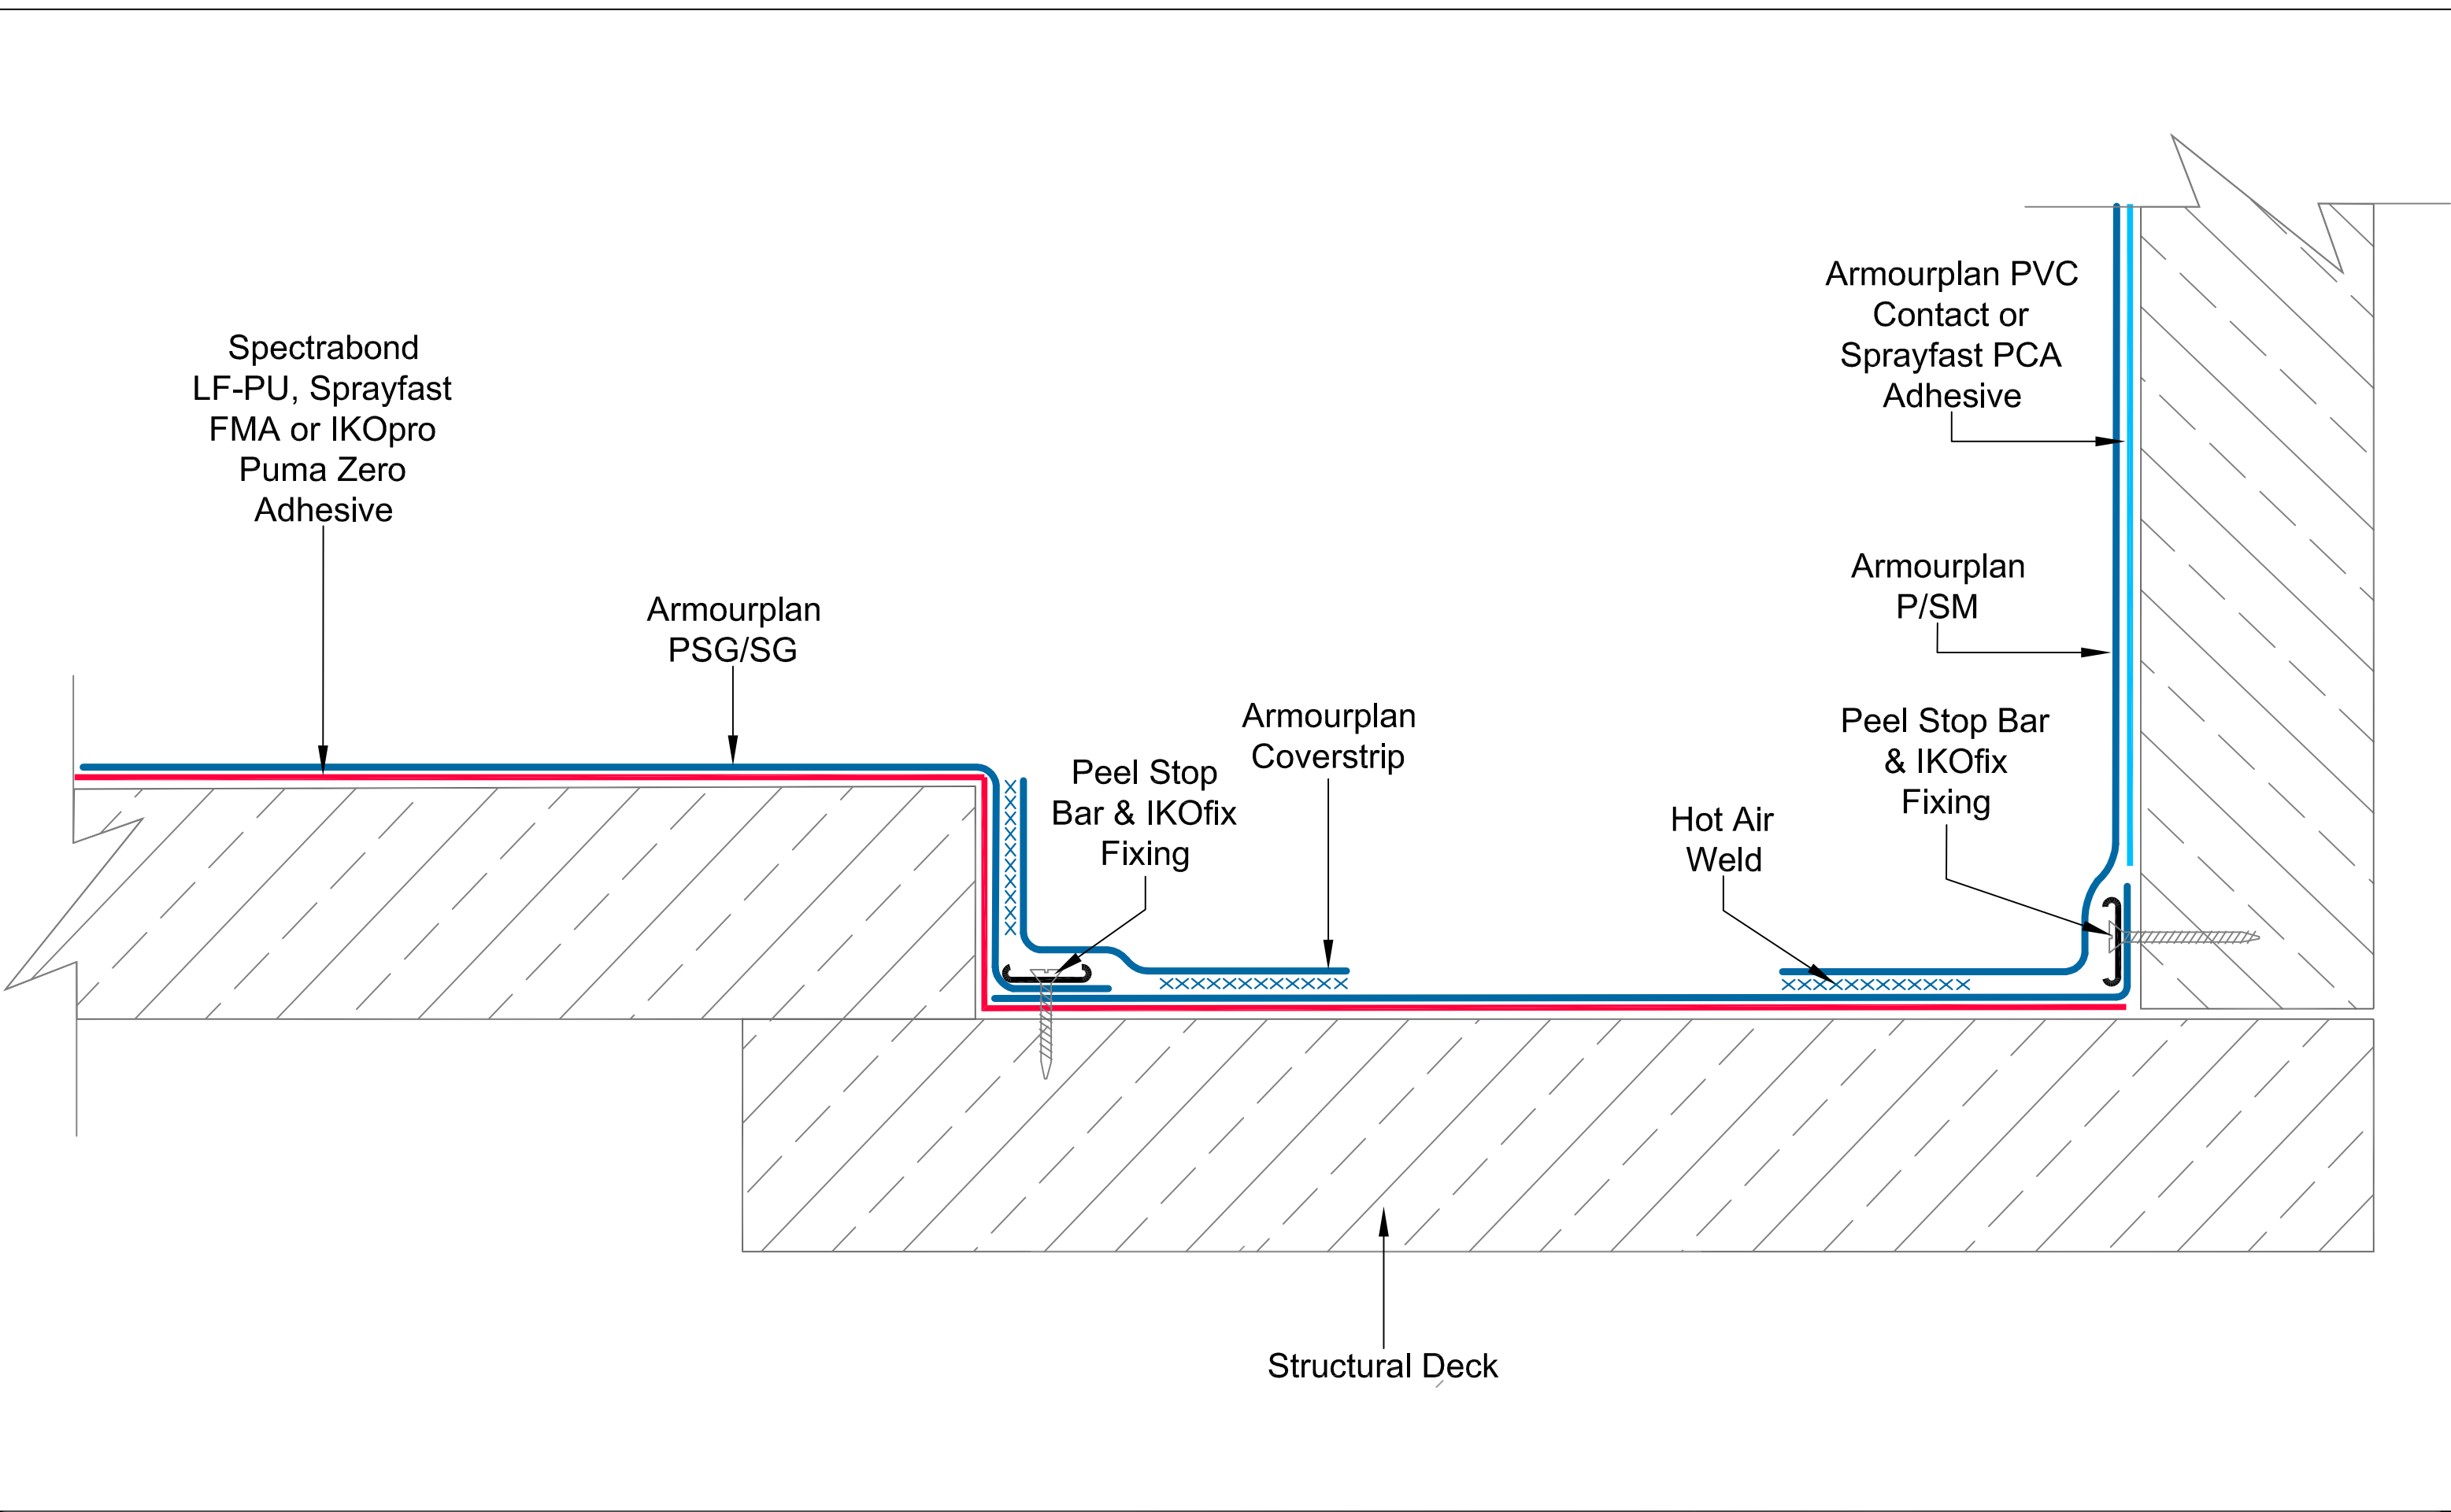 Spectrabond
LF-PU, Sprayfast
FMA or IKOpro
Puma Zero
Adhesive
Armourplan
PSG/SG
Peel Stop
Bar & IKOfix
Fixing
Armourplan
Coverstrip
Hot Air
Weld
Armourplan PVC
Contact or
Sprayfast PCA
Adhesive
Armourplan
P/SM
Peel Stop Bar
& IKOfix
Fixing
Structural Deck